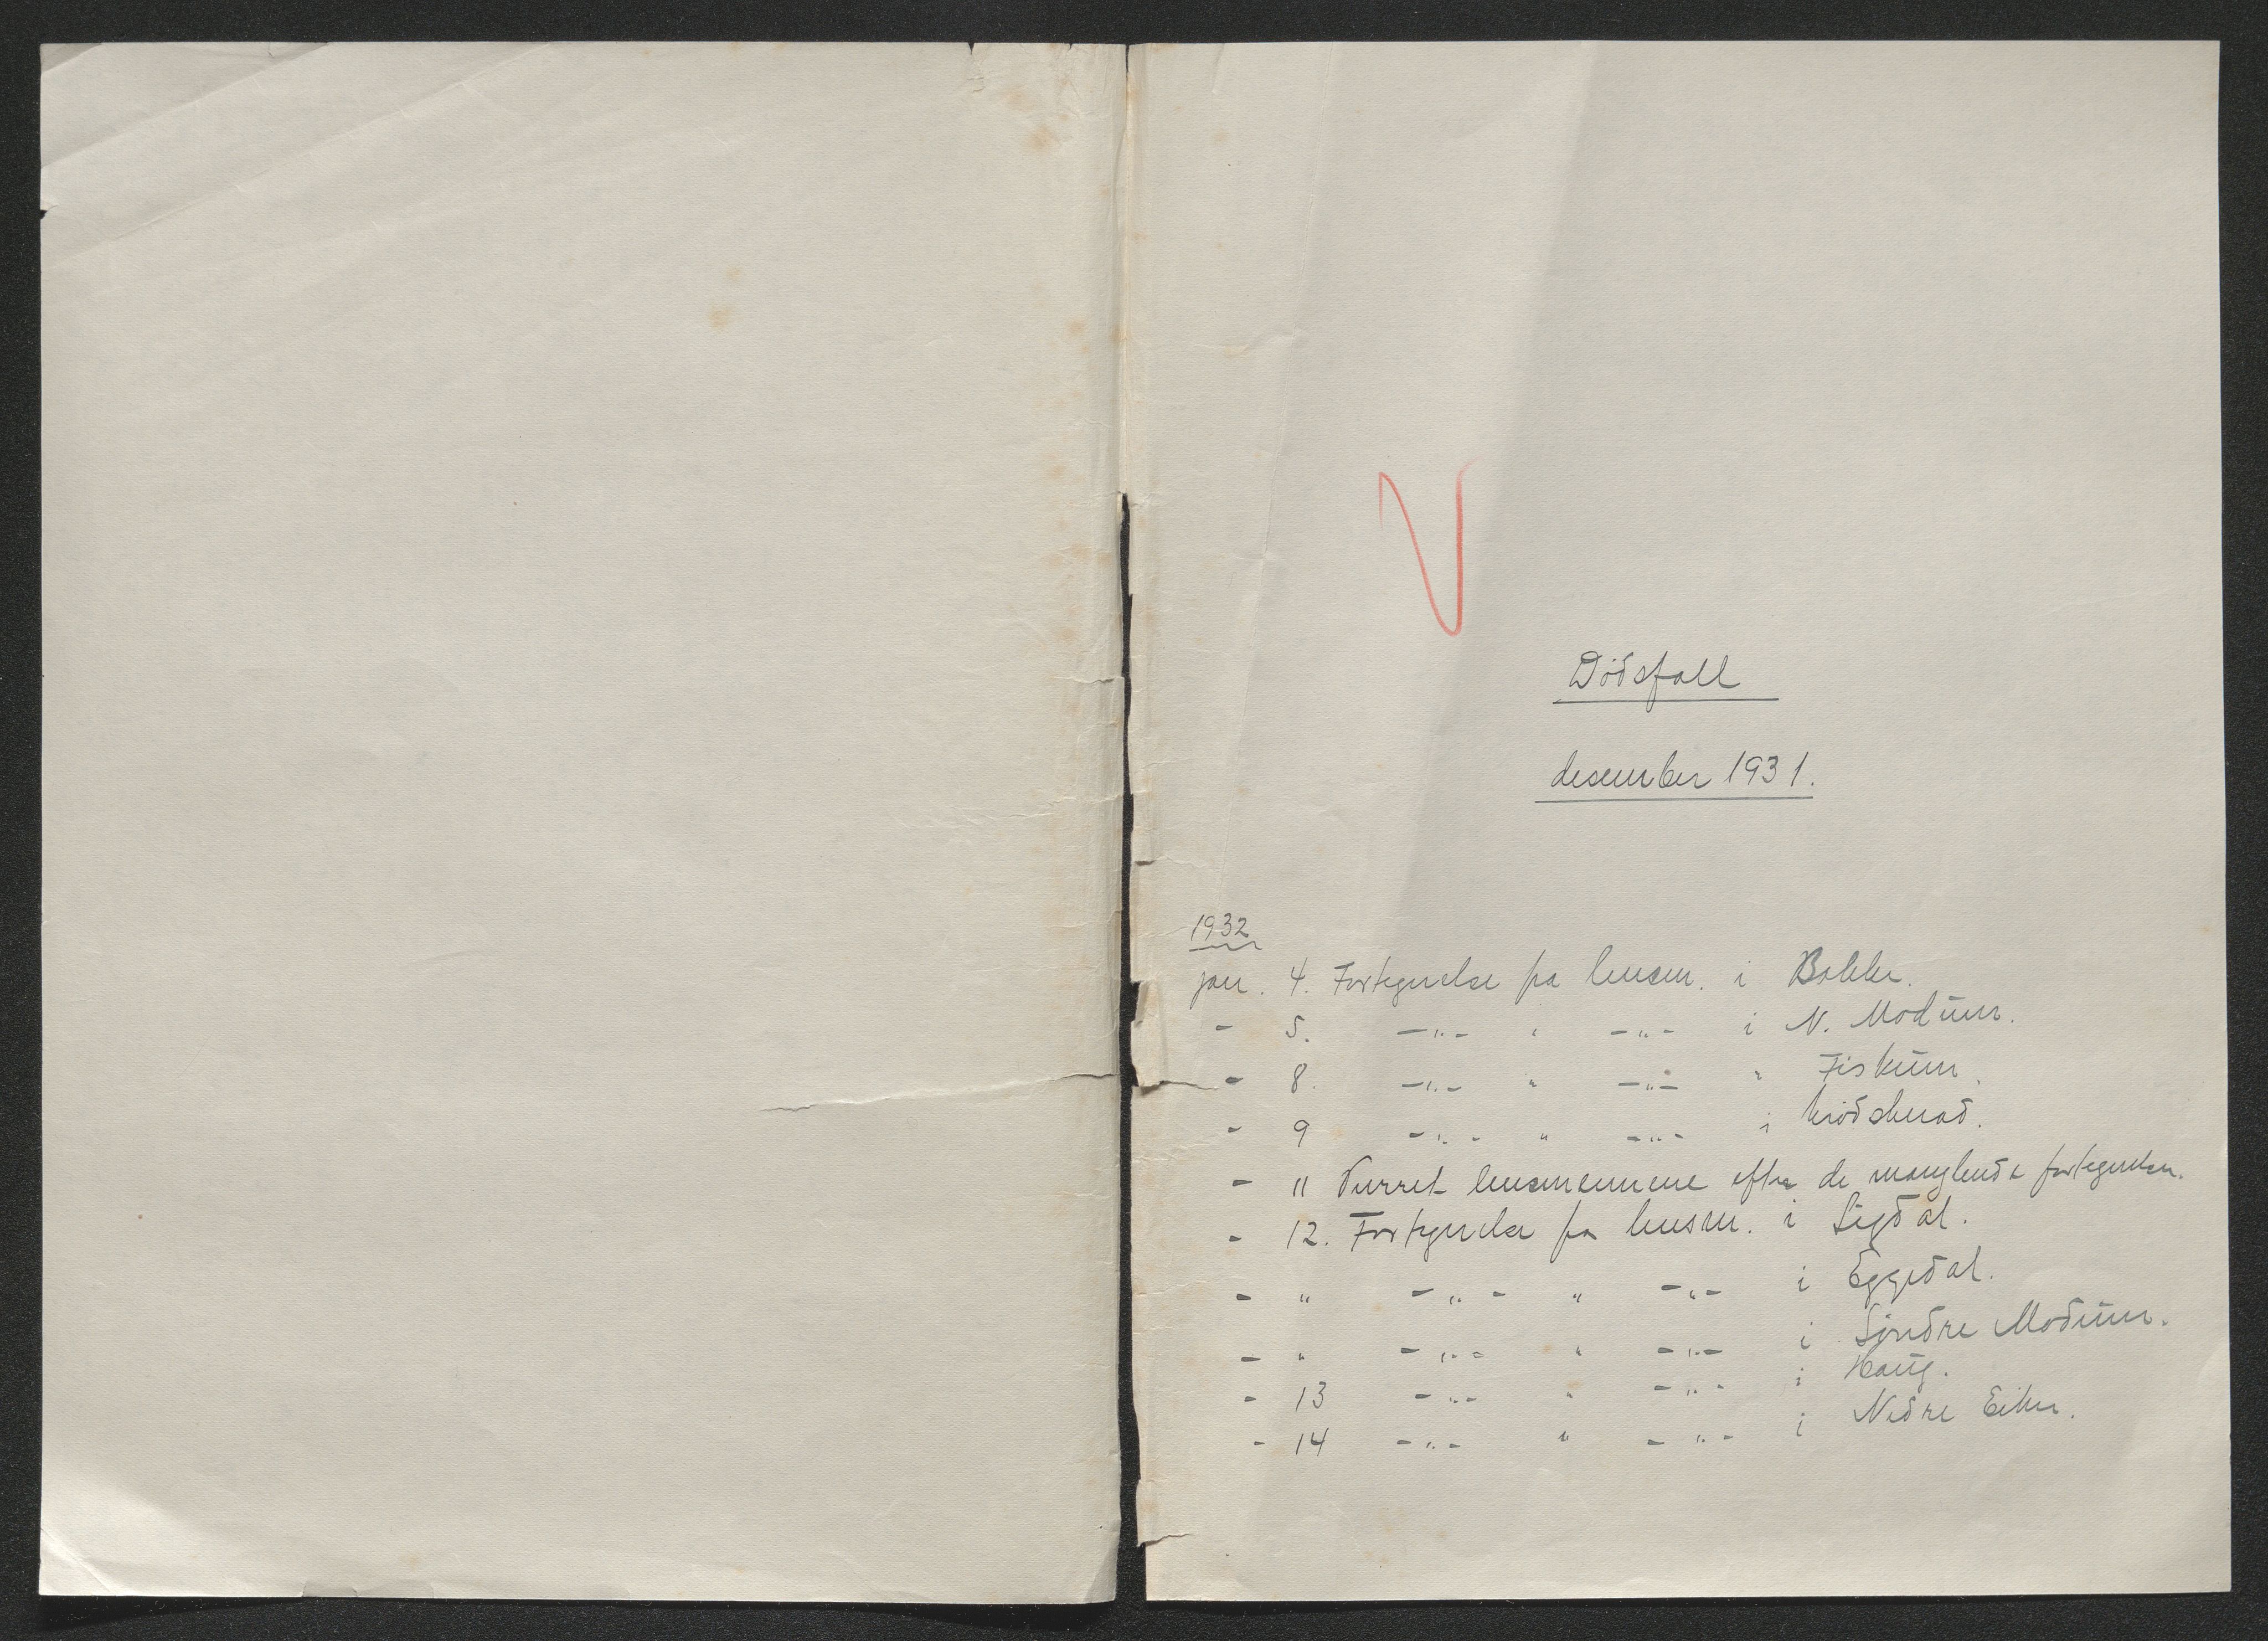 Dödsfall
desember 1931.
1932
jan. 4. Fortegnelse fra lensm. i Bakke.
- 5. -"- " -"- i N. Modum.
- 8. -"- " -"- " Fiskum.
- 9 -"- " -"- i Krödsherad.
- 11 Purret lensmennene efter de manglende fortegnelser.
- 12. Fortegnelse fra lensm. i Sigdal.
- " -"- " -"- i Eggedal.
- " -"- " -"- i Söndre Modum.
- 13 -"- " -"- i Haug.
- 14 -"- " -"- i Nedre Eiker.